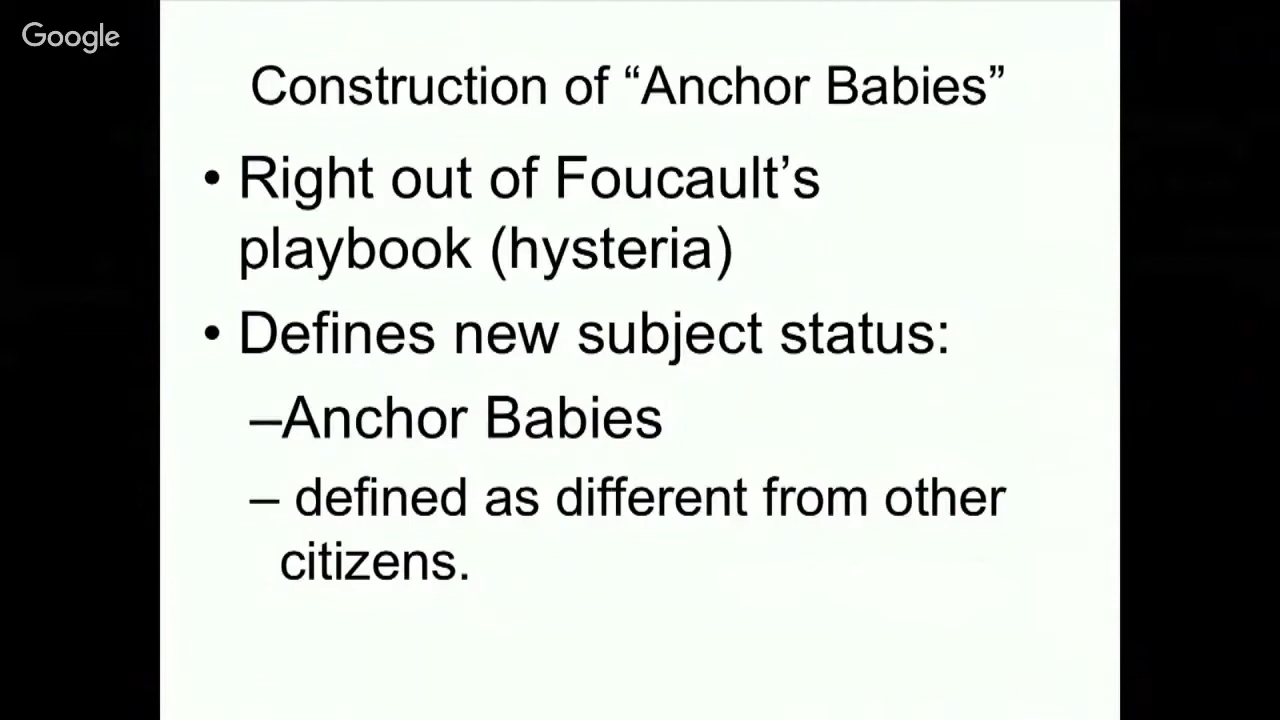 Google
Construction of “Anchor Babies”
• Right out of Foucault’s
playbook (hysteria)
• Defines new subject status:
–Anchor Babies
– defined as different from other
citizens.